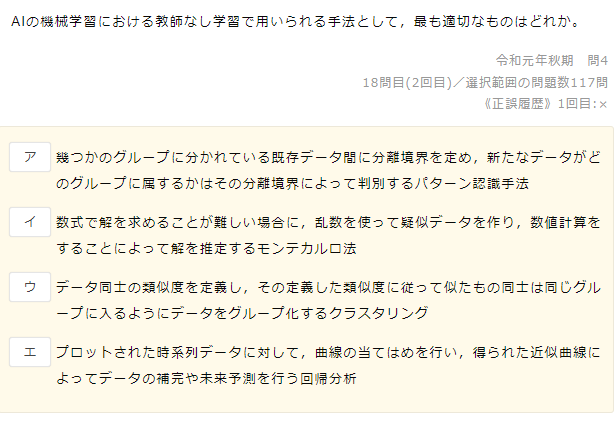 AIの機械学習における教師なし学習で用いられる手法として，最も適切なものはどれか。
令和元年秋期　問4
18問目(2回目)／選択範囲の問題数117問
《正誤履歴》1回目:×
ア 幾つかのグループに分かれている既存データ間に分離境界を定め，新たなデータがど
のグループに属するかはその分離境界によって判別するパターン認識手法
イ 数式で解を求めることが難しい場合に，乱数を使って疑似データを作り，数値計算を
することによって解を推定するモンテカルロ法
ウ データ同士の類似度を定義し，その定義した類似度に従って似たもの同士は同じグル
ープに入るようにデータをグループ化するクラスタリング
エ プロットされた時系列データに対して，曲線の当てはめを行い，得られた近似曲線に
よってデータの補完や未来予測を行う回帰分析